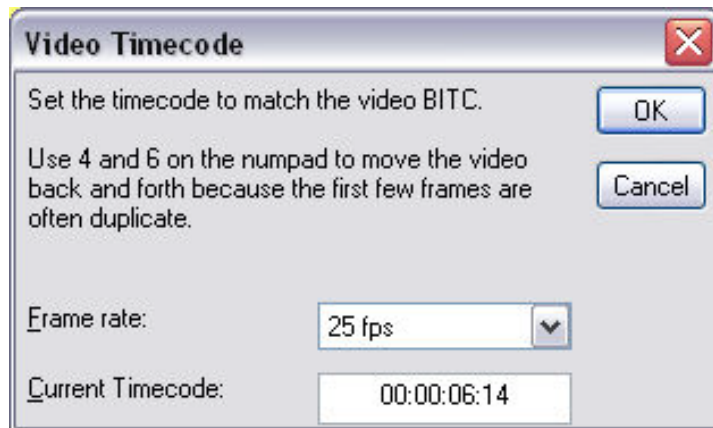 Video Timecode
Set the timecode to match the video BITC.
OK
Use 4 and 6 on the numpad to move the video
back and forth because the first few frames are
often duplicate.
Cancel
Frame rate:
25 fps
Current Timecode:
00:00:06:14